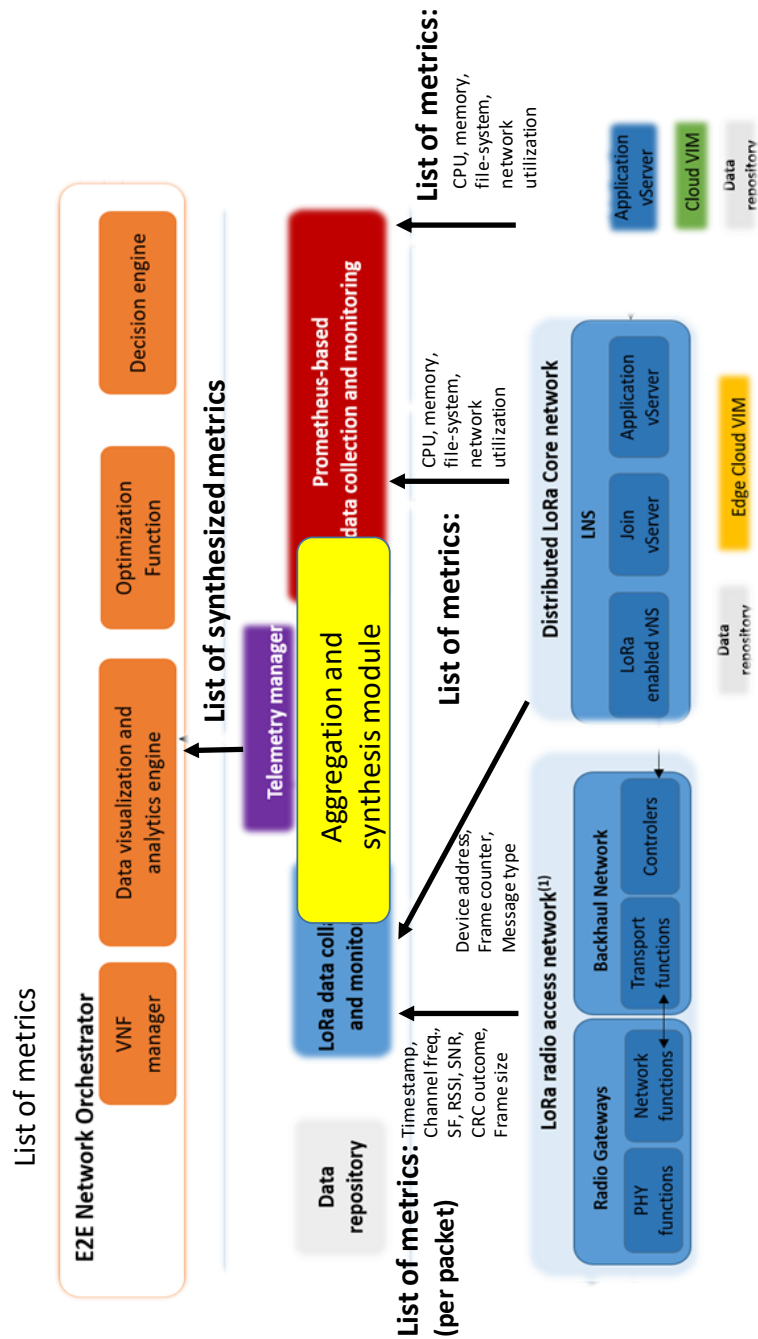 List of metrics
E2E Network Orchestrator
VNF
manager
Data visualization and
analytics engine
Optimization
Function
Decision engine
List of synthesized metrics
Telemetry manager
Data
repository
LoRa data colla
and monitor
Aggregation and
synthesis module
Prometheus-based
data collection and monitoring
List of metrics:
(per packet)
Timestamp,
Channel freq.,
SF, RSSI, SNR,
CRC outcome,
Frame size
Device address,
Frame counter,
Message type
List of metrics:
CPU, memory,
file-system,
network
utilization
List of metrics:
CPU, memory,
file-system,
network
utilization
LoRa radio access network(1)
Radio Gateways
PHY
functions
Network
functions
Backhaul Network
Transport
functions
Controlers
Distributed LoRa Core network
LNS
LoRa
enabled vNS
Join
vServer
Application
vServer
Data
repository
Edge Cloud VIM
Application
vServer
Cloud VIM
Data
repository